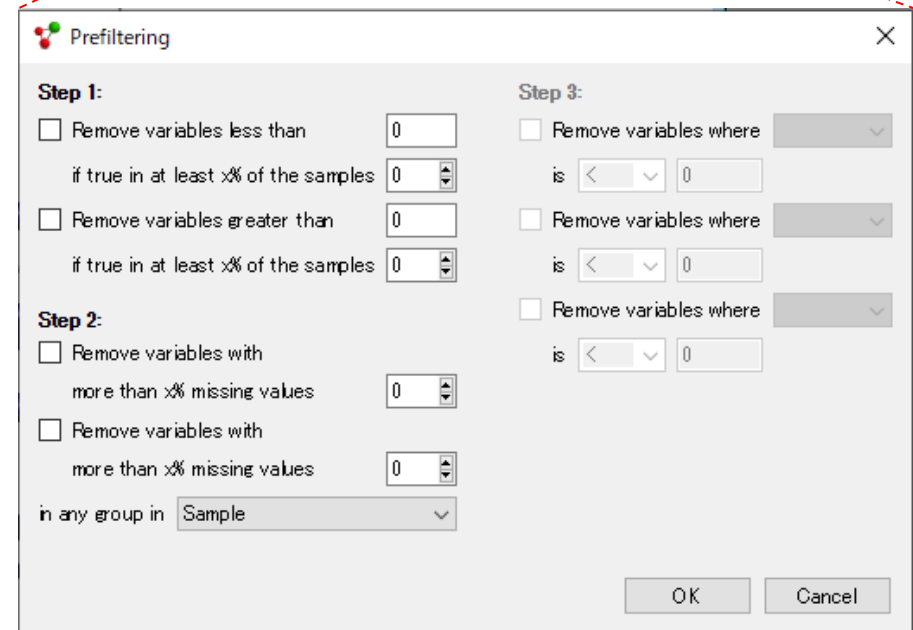 Prefiltering
Step 1:
Remove variables less than 0
if true in at least x% of the samples 0
Remove variables greater than 0
if true in at least x% of the samples 0
Step 2:
Remove variables with
more than x% missing values 0
Remove variables with
more than x% missing values 0
in any group in Sample
Step 3:
Remove variables where
is < 0
Remove variables where
is < 0
Remove variables where
is < 0
OK Cancel